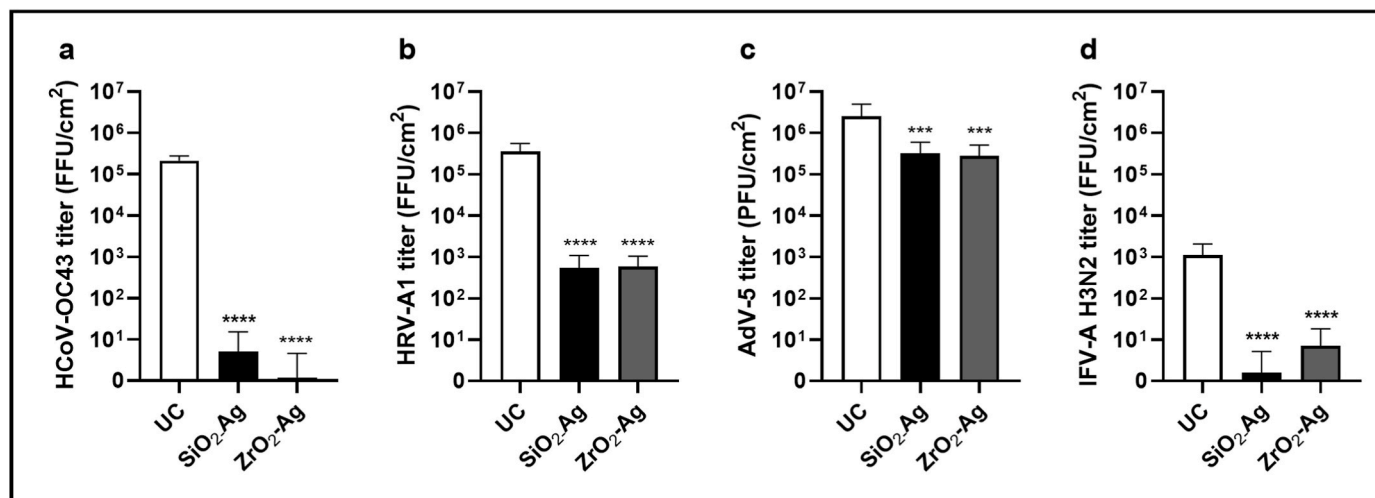 a
HCoV-OC43 titer (FFU/cm²)
10⁷
10⁶
10⁵
10⁴
10³
10²
10¹
0
****
****
UC
SiO₂-Ag
ZrO₂-Ag
b
HRV-A1 titer (FFU/cm²)
10⁷
10⁶
10⁵
10⁴
10³
10²
10¹
0
****
****
UC
SiO₂-Ag
ZrO₂-Ag
c
AdV-5 titer (PFU/cm²)
10⁷
10⁶
10⁵
10⁴
10³
10²
10¹
0
***
***
UC
SiO₂-Ag
ZrO₂-Ag
d
IFV-A H3N2 titer (FFU/cm²)
10⁷
10⁶
10⁵
10⁴
10³
10²
10¹
0
****
****
UC
SiO₂-Ag
ZrO₂-Ag